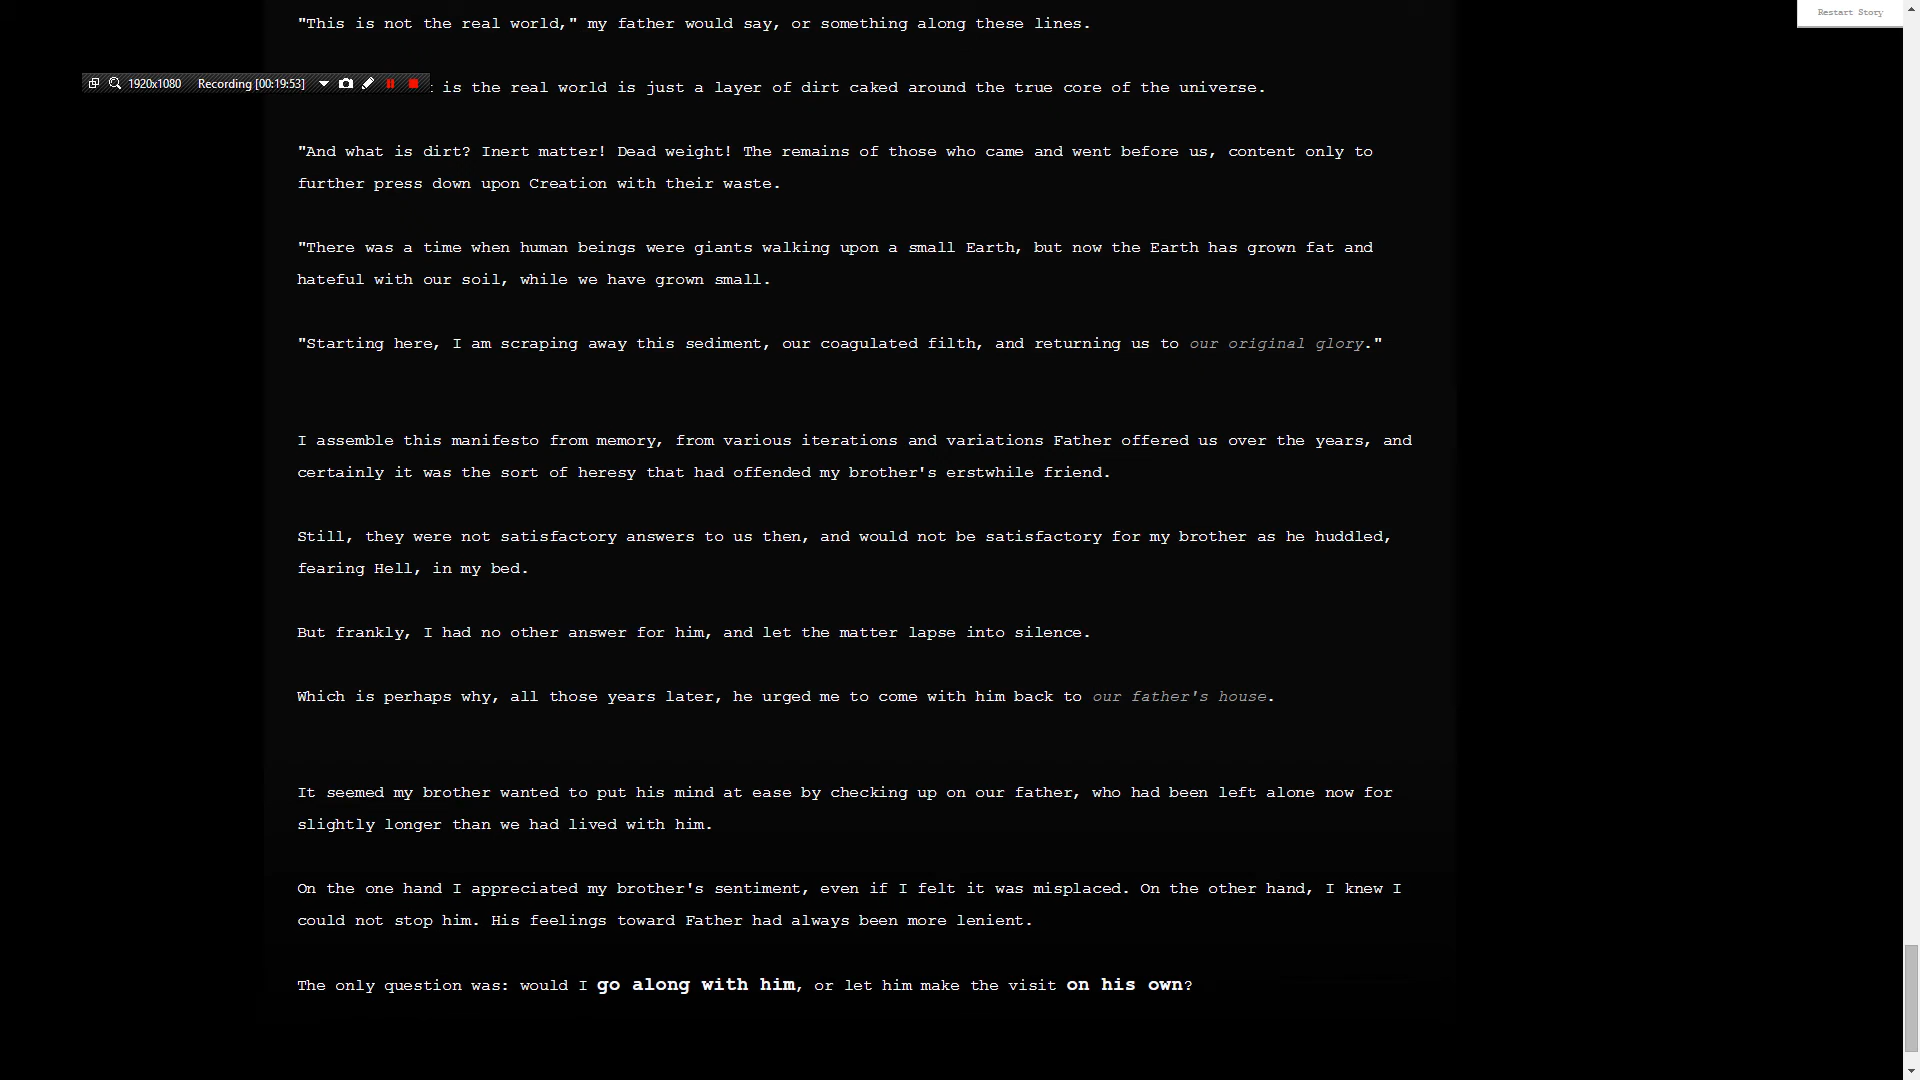 "This is not the real world," my father would say, or something along these lines.
Restart Story
1920x1080 Recording [00:19:53]
is the real world is just a layer of dirt caked around the true core of the universe.
"And what is dirt? Inert matter! Dead weight! The remains of those who came and went before us, content only to
further press down upon Creation with their waste.
"There was a time when human beings were giants walking upon a small Earth, but now the Earth has grown fat and
hateful with our soil, while we have grown small.
"Starting here, I am scraping away this sediment, our coagulated filth, and returning us to our original glory."
I assemble this manifesto from memory, from various iterations and variations Father offered us over the years, and
certainly it was the sort of heresy that had offended my brother's erstwhile friend.
Still, they were not satisfactory answers to us then, and would not be satisfactory for my brother as he huddled,
fearing Hell, in my bed.
But frankly, I had no other answer for him, and let the matter lapse into silence.
Which is perhaps why, all those years later, he urged me to come with him back to our father's house.
It seemed my brother wanted to put his mind at ease by checking up on our father, who had been left alone now for
slightly longer than we had lived with him.
On the one hand I appreciated my brother's sentiment, even if I felt it was misplaced. On the other hand, I knew I
could not stop him. His feelings toward Father had always been more lenient.
The only question was: would I go along with him, or let him make the visit on his own?